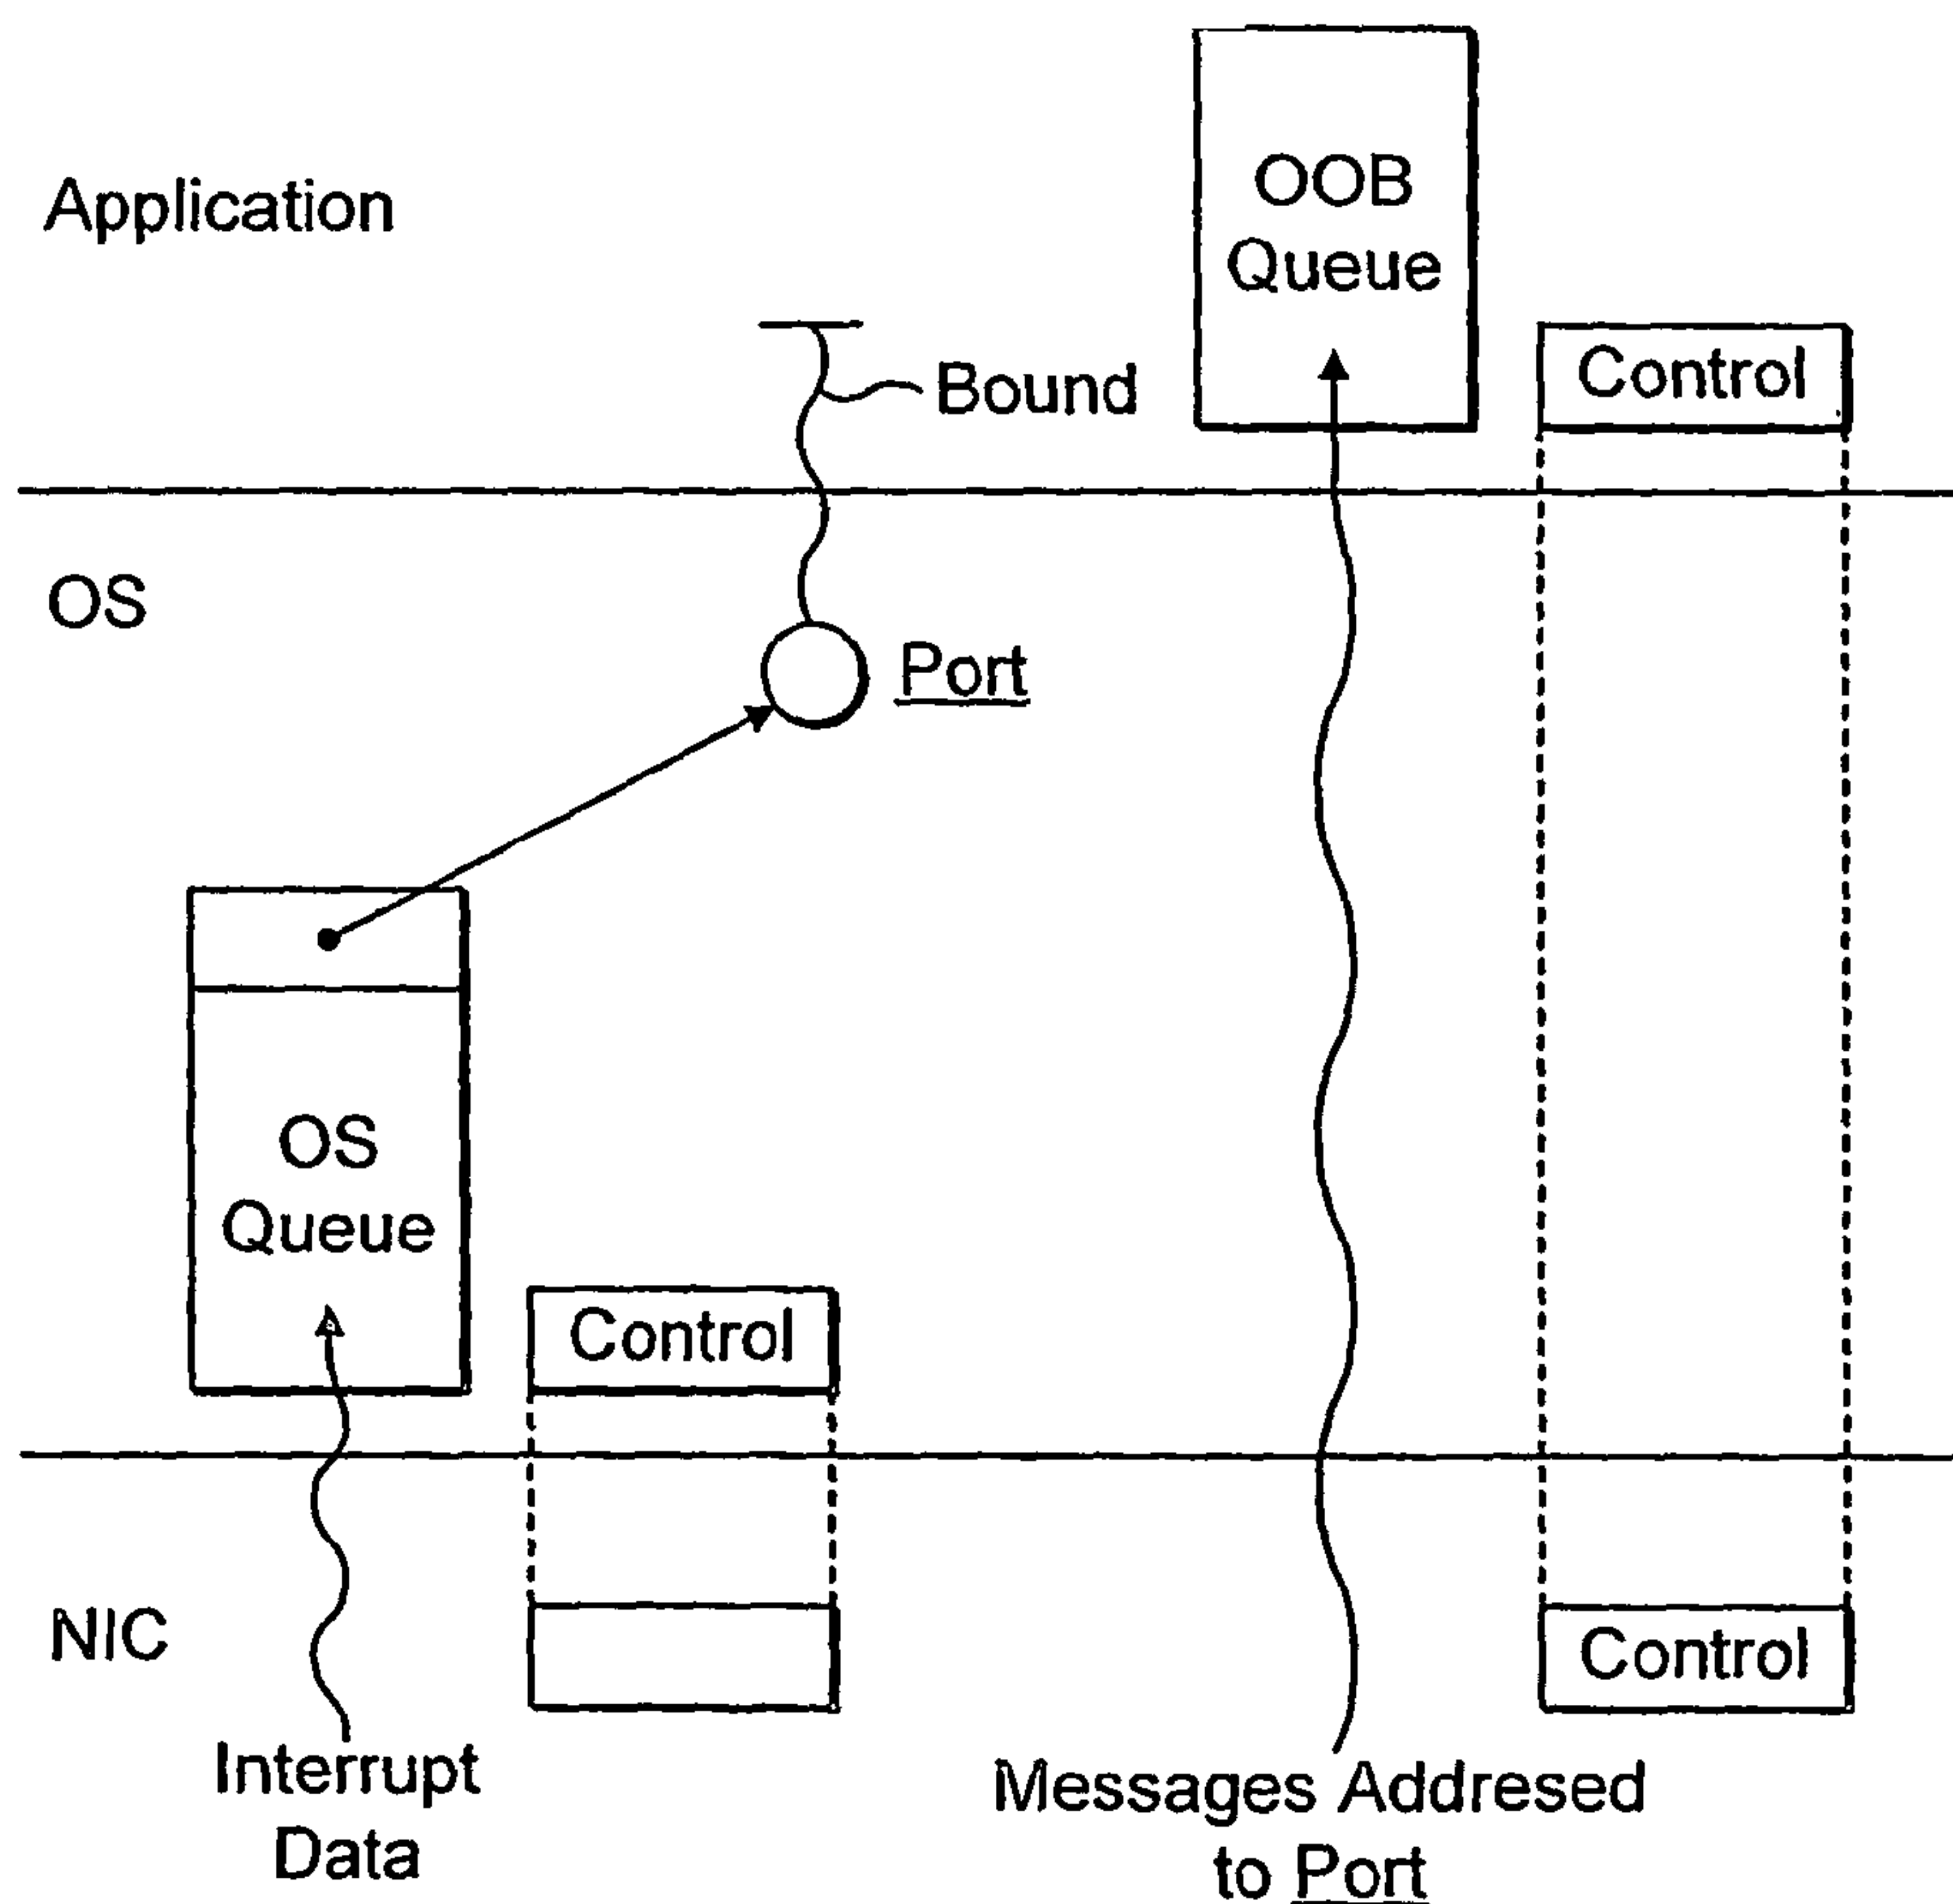 Application
OOB
Queue
Control
Bound
OS
Port
OS
Queue
Control
NIC
Control
Interrupt
Data
Messages Addresed
to Port